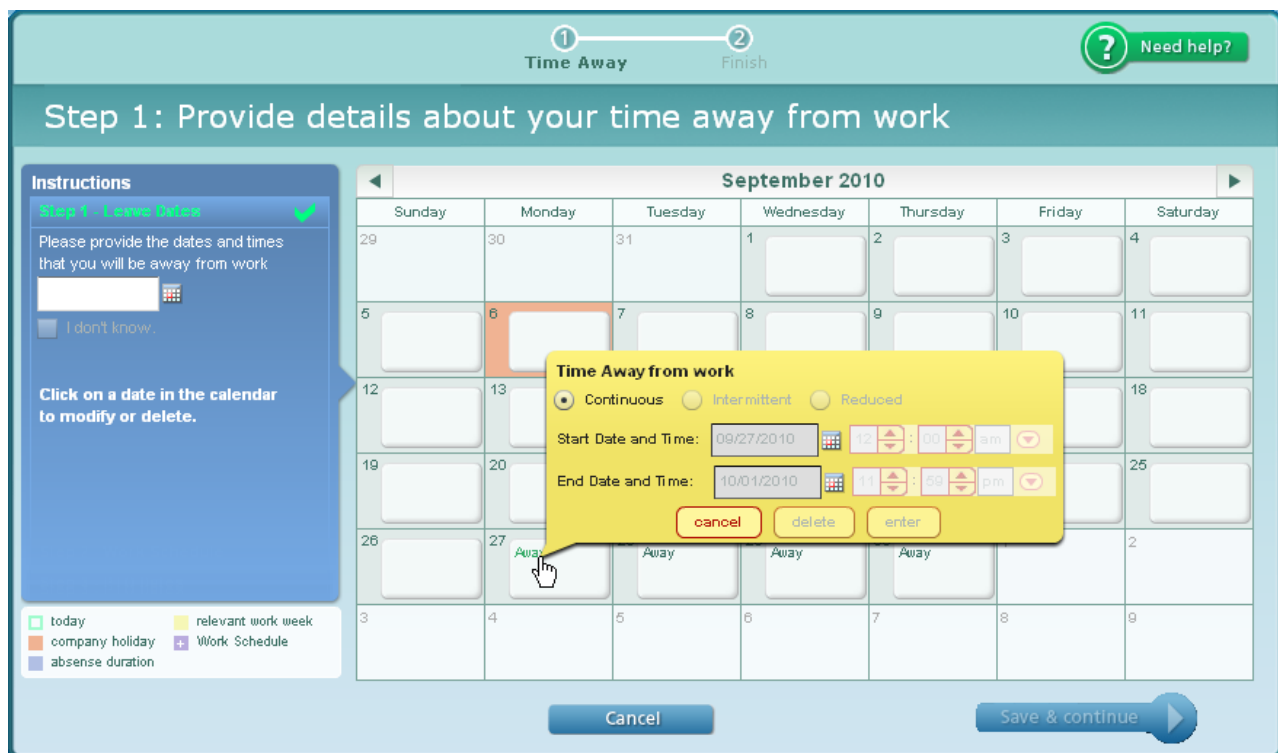 1 2
Time Away Finish
? Need help?
Step 1: Provide details about your time away from work
Instructions
Step 1 - Leave Dates
Please provide the dates and times
that you will be away from work
I don't know.
Click on a date in the calendar
to modify or delete.
today relevant work week
company holiday + Work Schedule
absense duration
September 2010
Sunday Monday Tuesday Wednesday Thursday Friday Saturday
29 30 31 1 2 3 4
5 6 7 8 9 10 11
12 13 18
19 20 25
26 27 2
Away Away Away
3 4 5 6 7 8 9
Time Away from work
Continuous Intermittent Reduced
Start Date and Time: 09/27/2010 12 : 00 am
End Date and Time: 10/01/2010 11 : 59 pm
cancel delete enter
Cancel
Save & continue